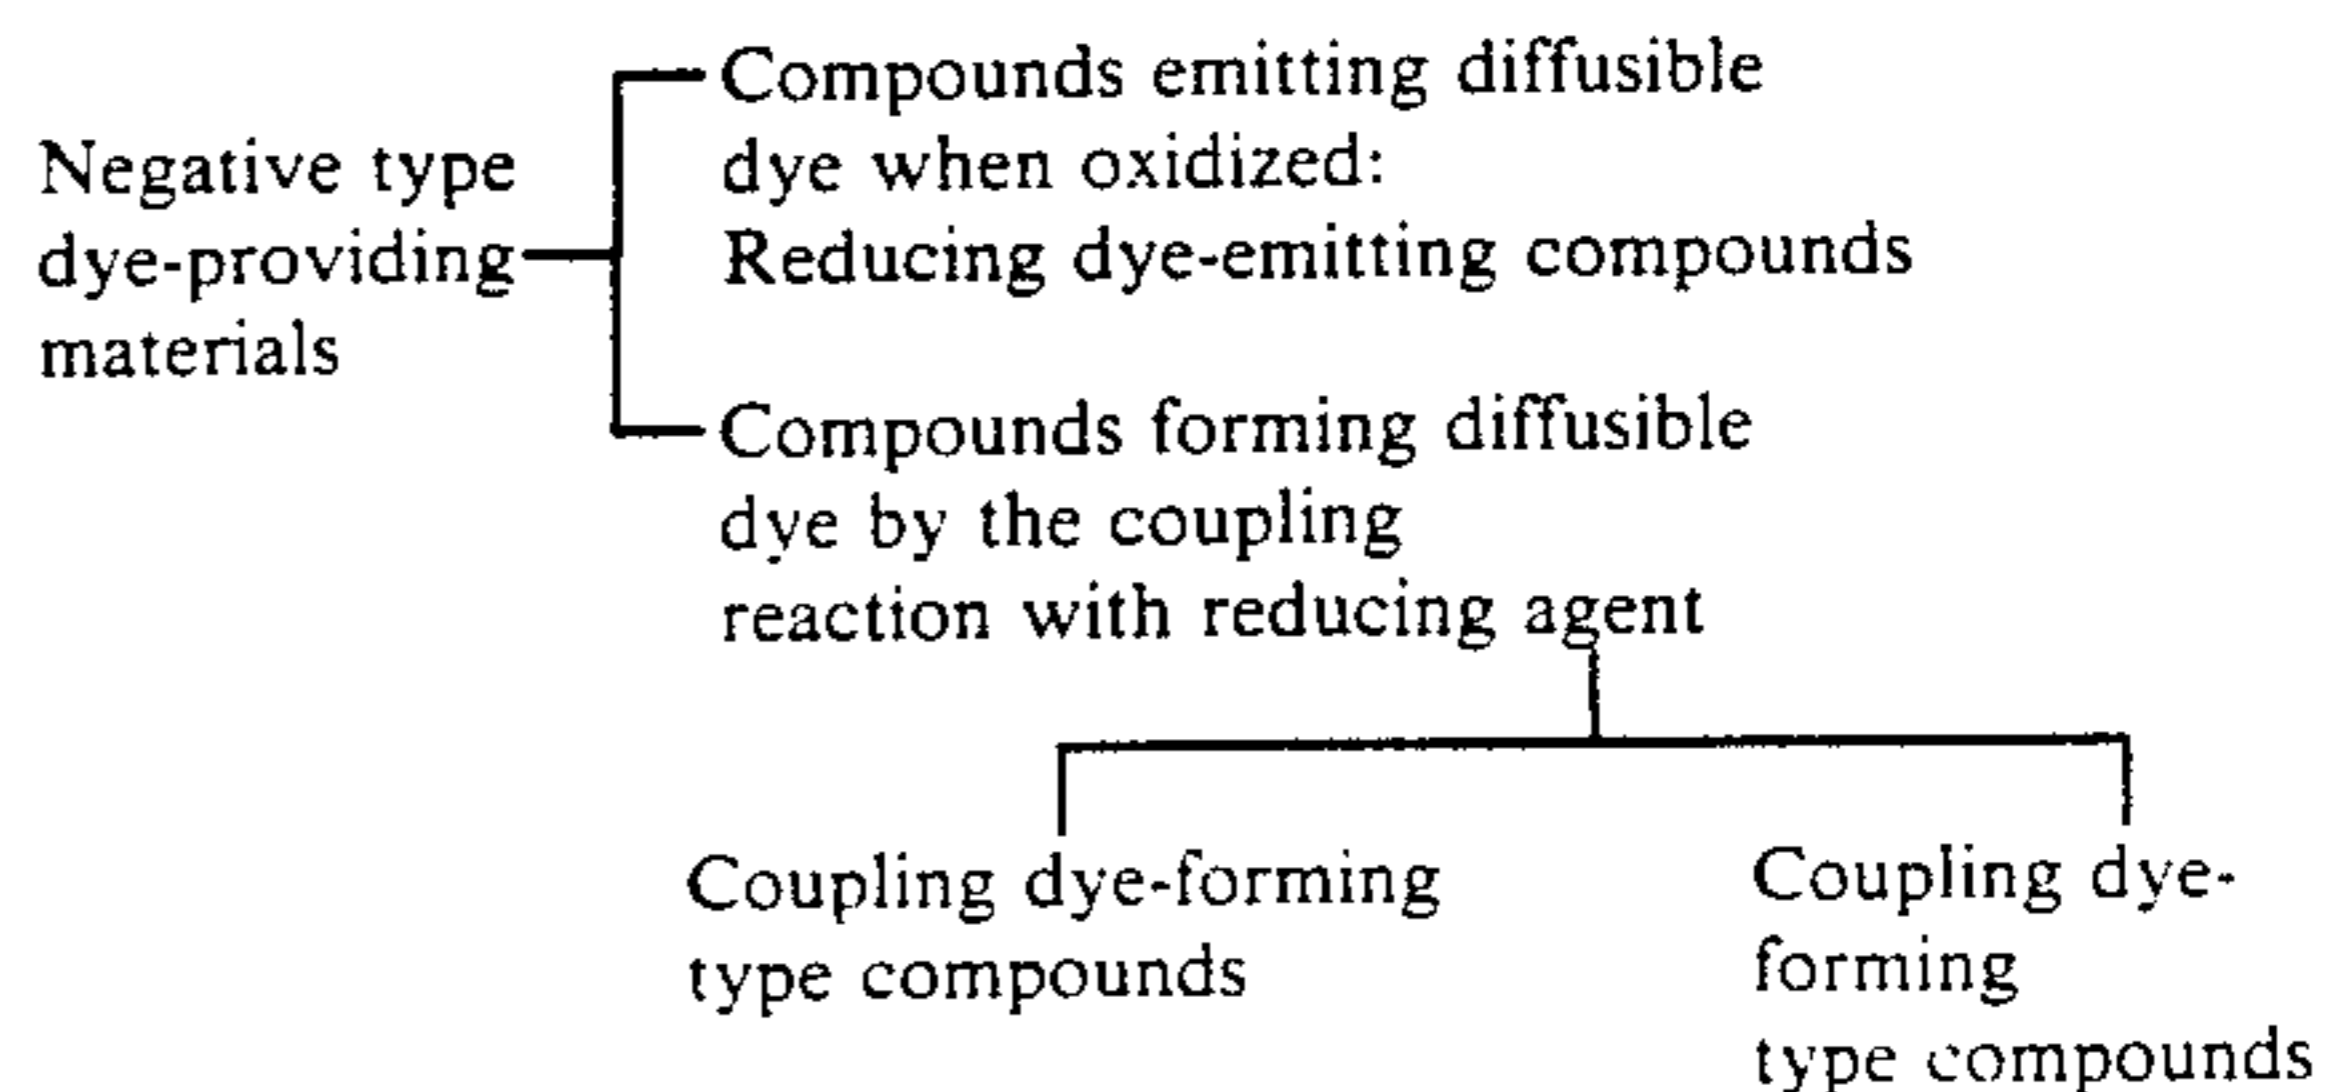 Negative type
dye-providing
materials
Compounds emitting diffusible
dye when oxidized:
Reducing dye-emitting compounds
Compounds forming diffusible
dye by the coupling
reaction with reducing agent
Coupling dye-forming
type compounds
Coupling dye-
forming
type compounds